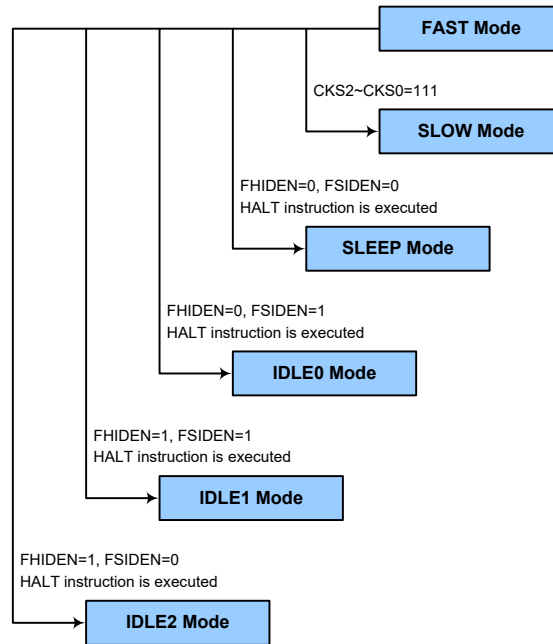 FAST Mode
CKS2~CKS0=111
SLOW Mode
FHIDEN=0, FSIDEN=0
HALT instruction is executed
SLEEP Mode
FHIDEN=0, FSIDEN=1
HALT instruction is executed
IDLE0 Mode
FHIDEN=1, FSIDEN=1
HALT instruction is executed
IDLE1 Mode
FHIDEN=1, FSIDEN=0
HALT instruction is executed
IDLE2 Mode